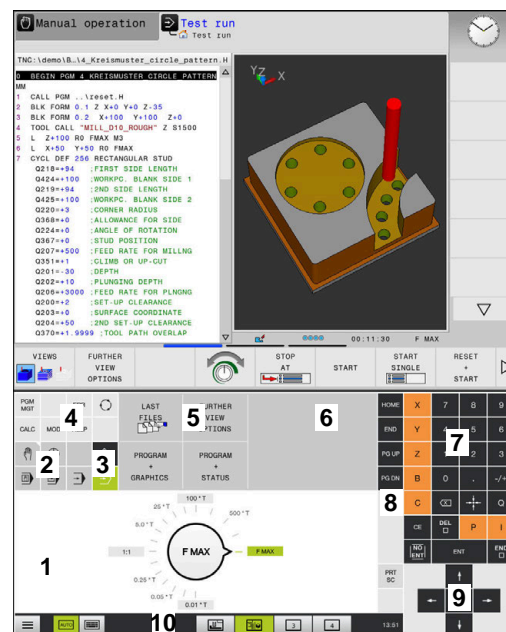 Manual operation
Test run
Test run
TNC:\demo\B…\4_Kreismuster_circle_pattern.H
0 BEGIN PGM 4 KREISMUSTER CIRCLE PATTERN
MM
1 CALL PGM ..\reset.H
2 BLK FORM 0.1 Z X+0 Y+0 Z-35
3 BLK FORM 0.2 X+100 Y+100 Z+0
4 TOOL CALL "MILL_D10_ROUGH" Z S1500
5 L Z+100 R0 FMAX M3
6 L X+50 Y+50 R0 FMAX
7 CYCL DEF 256 RECTANGULAR STUD
Q218=+94 ;FIRST SIDE LENGTH
Q424=+100 ;WORKPC. BLANK SIDE 1
Q219=+94 ;2ND SIDE LENGTH
Q425=+100 ;WORKPC. BLANK SIDE 2
Q220=+3 ;CORNER RADIUS
Q368=+0 ;ALLOWANCE FOR SIDE
Q224=+0 ;ANGLE OF ROTATION
Q367=+0 ;STUD POSITION
Q207=+500 ;FEED RATE FOR MILLNG
Q351=+1 ;CLIMB OR UP-CUT
Q201=-30 ;DEPTH
Q202=+10 ;PLUNGING DEPTH
Q206=+3000 ;FEED RATE FOR PLNGNG
Q200=+2 ;SET-UP CLEARANCE
Q203=+0 ;SURFACE COORDINATE
Q204=+50 ;2ND SET-UP CLEARANCE
Q370=+1.9999 ;TOOL PATH OVERLAP
YZ X
00:11:30 F MAX
VIEWS
FURTHER
VIEW
OPTIONS
STOP
AT
START
START
SINGLE
RESET
+
START
PGM
MGT
CALC
4
2
3
LAST
FILES
5
VIEW
PROGRAM
+
GRAPHICS
PROGRAM
+
STATUS
6
HOME X 7 8 9
END Y 5 6
PG UP Z 1 2 3
7
PG DN B 0 . -/+
8
C Q
CE DEL P I
NO
ENT
ENT
END
PRT
SC
9
1
100°T
25°T
500°T
5.0°T
1:1
F MAX
F MAX
0.25°T
0.05°T
0.01°T
AUTO
10
3
4
13:51